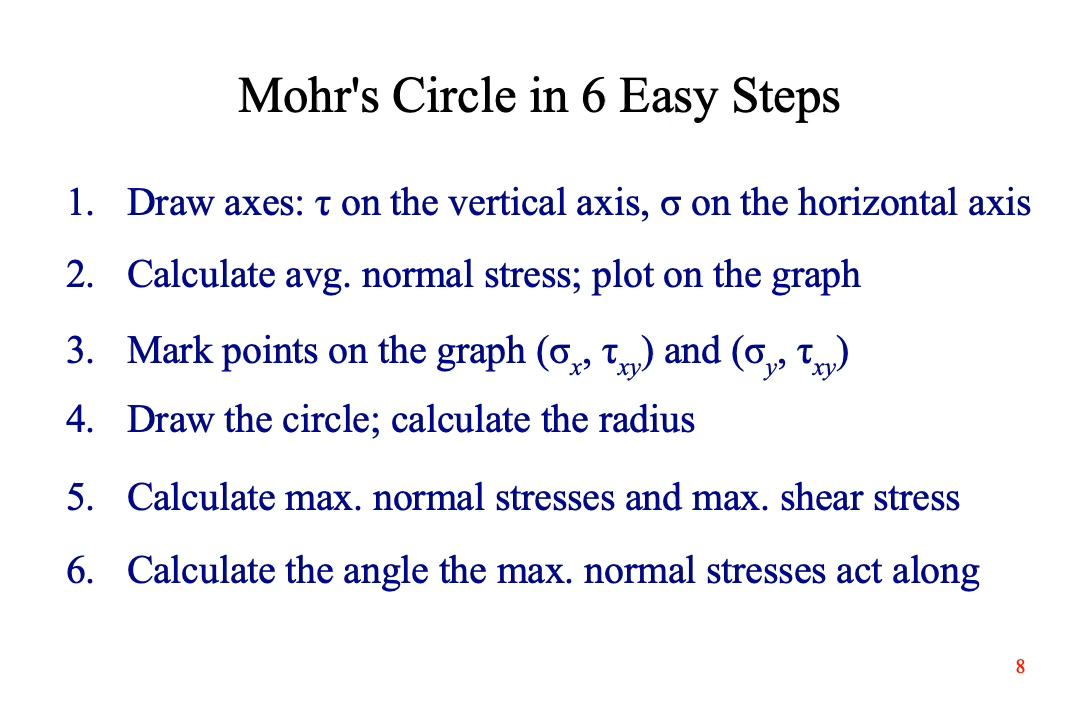 Mohr's Circle in 6 Easy Steps
1. Draw axes: τ on the vertical axis, σ on the horizontal axis
2. Calculate avg. normal stress; plot on the graph
3. Mark points on the graph (σx, τxy) and (σy, τxy)
4. Draw the circle; calculate the radius
5. Calculate max. normal stresses and max. shear stress
6. Calculate the angle the max. normal stresses act along
8